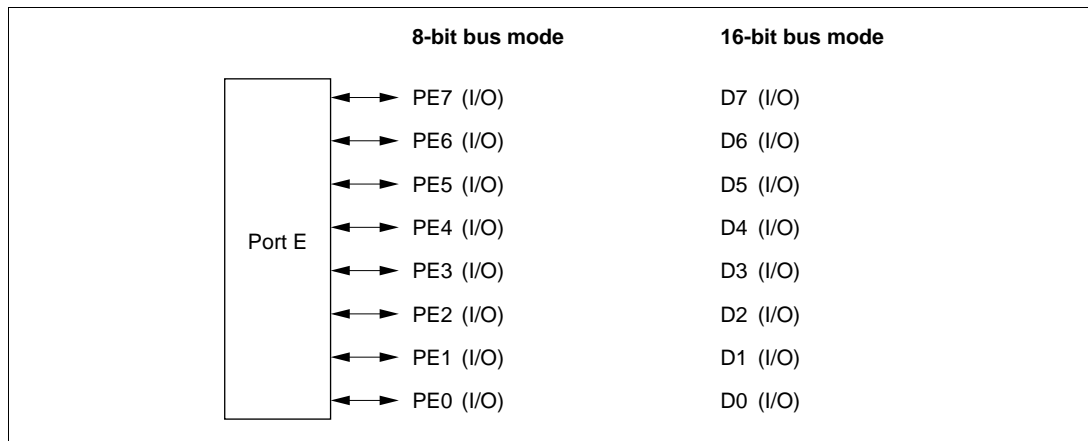 8-bit bus mode 16-bit bus mode
PE7 (I/O) D7 (I/O)
PE6 (I/O) D6 (I/O)
PE5 (I/O) D5 (I/O)
PE4 (I/O) D4 (I/O)
Port E
PE3 (I/O) D3 (I/O)
PE2 (I/O) D2 (I/O)
PE1 (I/O) D1 (I/O)
PE0 (I/O) D0 (I/O)